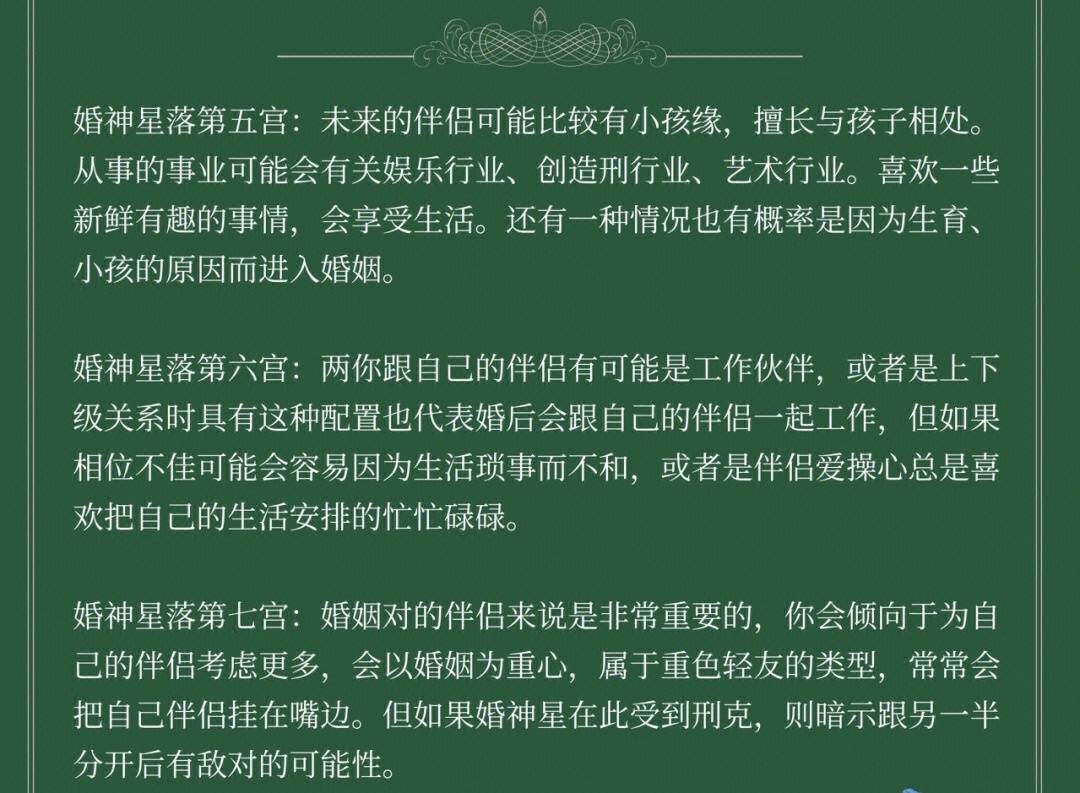 婚神星落第五宫：未来的伴侣可能比较有小孩缘，擅长与孩子相处。
从事的事业可能会有关娱乐行业、创造刑行业、艺术行业。喜欢一些
新鲜有趣的事情，会享受生活。还有一种情况也有概率是因为生育、
小孩的原因而进入婚姻。
婚神星落第六宫：两你跟自己的伴侣有可能是工作伙伴，或者是上下
级关系时具有这种配置也代表婚后会跟自己的伴侣一起工作，但如果
相位不佳可能会容易因为生活琐事而不和，或者是伴侣爱操心总是喜
欢把自己的生活安排的忙忙碌碌。
婚神星落第七宫：婚姻对的伴侣来说是非常重要的，你会倾向于为自
己的伴侣考虑更多，会以婚姻为重心，属于重色轻友的类型，常常会
把自己伴侣挂在嘴边。但如果婚神星在此受到刑克，则暗示跟另一半
分开后有敌对的可能性。